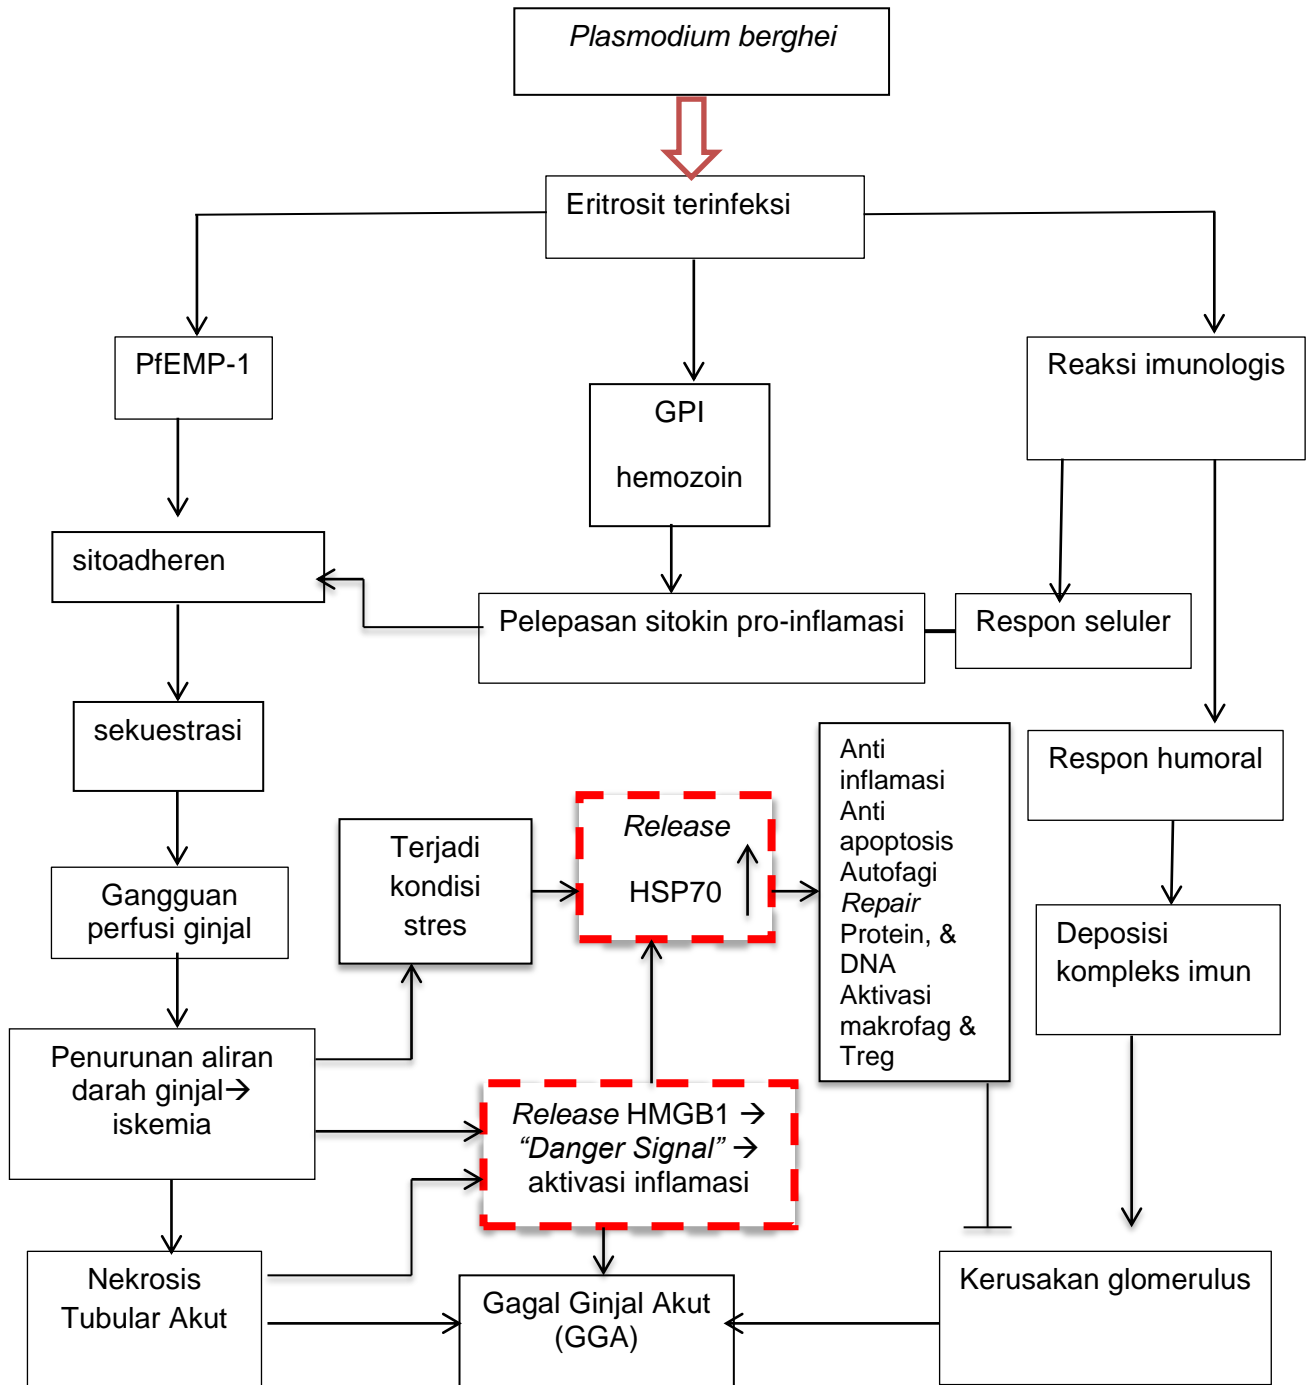 Plasmodium berghei
Eritrosit terinfeksi
PfEMP-1
GPI
hemozoin
Reaksi imunologis
sitoadheren
Pelepasan sitokin pro-inflamasi
Respon seluler
sekuestrasi
Respon humoral
Terjadi
kondisi
stres
Release
HSP70
Anti
inflamasi
Anti
apoptosis
Autofagi
Repair
Protein, &
DNA
Aktivasi
makrofag &
Treg
Gangguan
perfusi ginjal
Deposisi
kompleks imun
Penurunan aliran
darah ginjal→
iskemia
Release HMGB1 →
“Danger Signal” →
aktivasi inflamasi
Nekrosis
Tubular Akut
Gagal Ginjal Akut
(GGA)
Kerusakan glomerulus